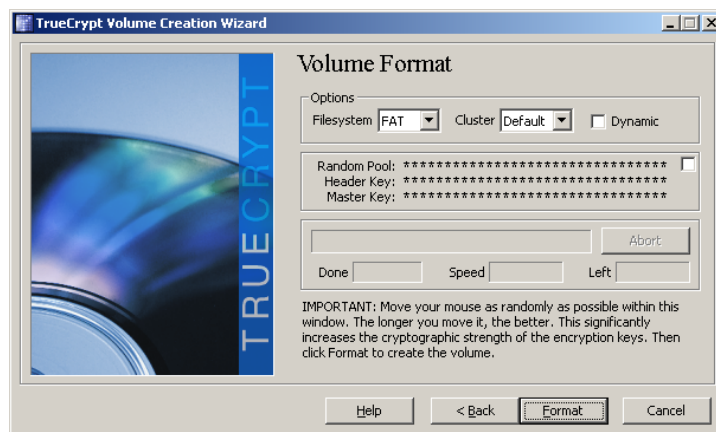 TrueCrypt Volume Creation Wizard
TRUECRYPT
Volume Format
Options
Filesystem FAT Cluster Default Dynamic
Random Pool: ********************************
Header Key: ********************************
Master Key: ********************************
Abort
Done Speed Left
IMPORTANT: Move your mouse as randomly as possible within this
window. The longer you move it, the better. This significantly
increases the cryptographic strength of the encryption keys. Then
click Format to create the volume.
Help < Back Format Cancel